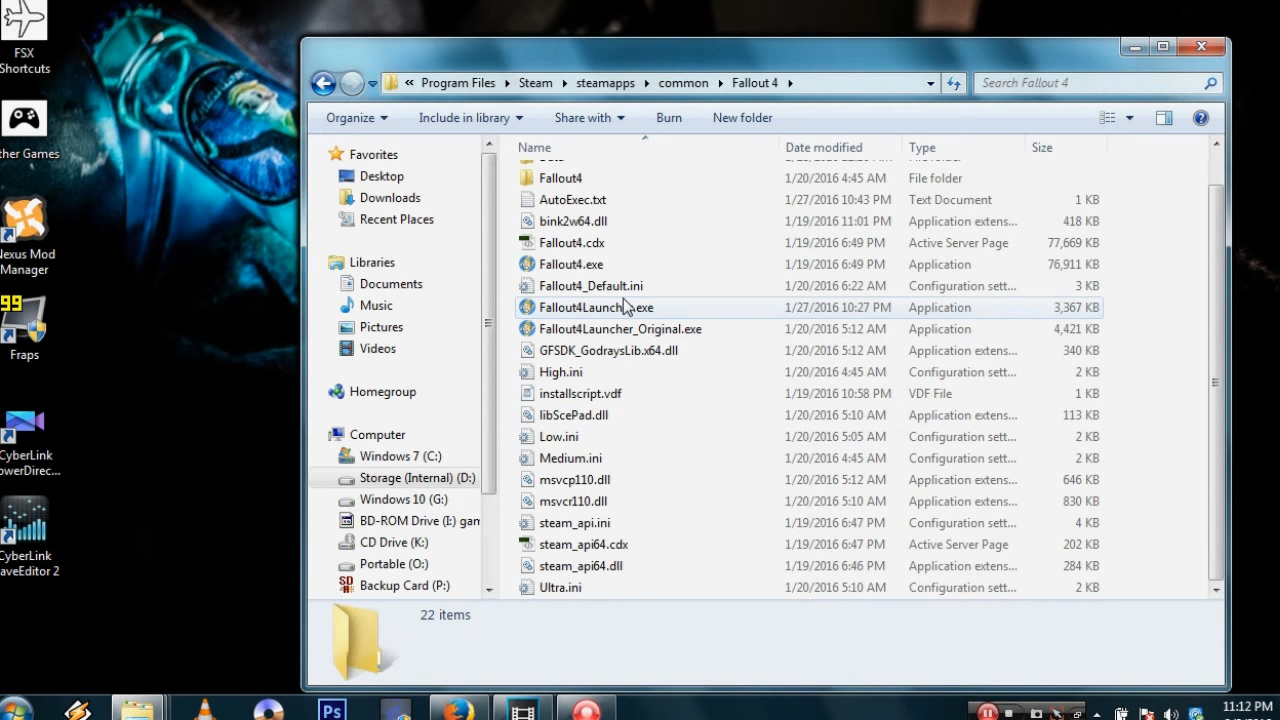 FSX
Shortcuts
ther Games
Nexus Mod
Manager
99
Fraps
CyberLink
owerDirec...
CyberLink
aveEditor 2
« Program Files Steam steamapps common Fallout 4
Search Fallout 4
Organize Include in library Share with Burn New folder
Favorites
Desktop
Downloads
Recent Places
Libraries
Documents
Music
Pictures
Videos
Homegroup
Computer
Windows 7 (C:)
Storage (Internal) (D:)
Windows 10 (G:)
BD-ROM Drive (I:) gam
CD Drive (K:)
Portable (O:)
Backup Card (P:)
Name Date modified Type Size
Fallout4 1/20/2016 4:45 AM File folder
AutoExec.txt 1/27/2016 10:43 PM Text Document 1 KB
bink2w64.dll 1/19/2016 11:01 PM Application extens... 418 KB
Fallout4.cdx 1/19/2016 6:49 PM Active Server Page 77,669 KB
Fallout4.exe 1/19/2016 6:49 PM Application 76,911 KB
Fallout4_Default.ini 1/20/2016 6:22 AM Configuration sett... 3 KB
Fallout4Launcher.exe 1/27/2016 10:27 PM Application 3,367 KB
Fallout4Launcher_Original.exe 1/20/2016 5:12 AM Application 4,421 KB
GFSDK_GodraysLib.x64.dll 1/20/2016 5:12 AM Application extens... 340 KB
High.ini 1/20/2016 4:45 AM Configuration sett... 2 KB
installscript.vdf 1/19/2016 10:58 PM VDF File 1 KB
libScePad.dll 1/20/2016 5:10 AM Application extens... 113 KB
Low.ini 1/20/2016 5:05 AM Configuration sett... 2 KB
Medium.ini 1/20/2016 4:45 AM Configuration sett... 2 KB
msvcp110.dll 1/20/2016 5:12 AM Application extens... 646 KB
msvcr110.dll 1/20/2016 5:10 AM Application extens... 830 KB
steam_api.ini 1/19/2016 6:47 PM Configuration sett... 4 KB
steam_api64.cdx 1/19/2016 6:47 PM Active Server Page 202 KB
steam_api64.dll 1/19/2016 6:46 PM Application extens... 284 KB
Ultra.ini 1/20/2016 5:10 AM Configuration sett... 2 KB
22 items
Ps
11:12 PM